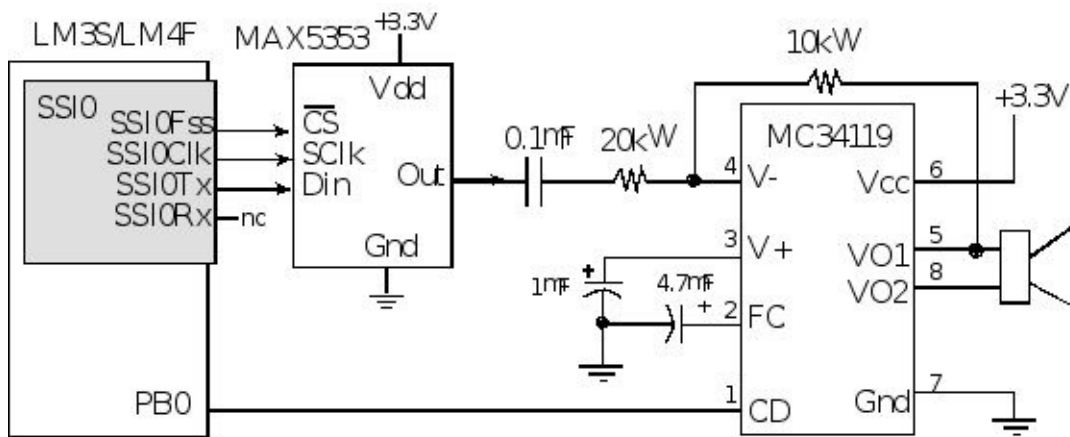 LM3S/LM4F
SSI0
SSI0Fss
SSI0Clk
SSI0Tx
SSI0Rx
nc
PB0
MAX5353
+3.3V
Vdd
CS
SClk
Din
Out
Gnd
0.1mF
20kW
10kW
1mF
4.7mF
+
+
MC34119
4
V-
3
V+
2
FC
1
CD
Vcc
6
+3.3V
VO1
5
VO2
8
Gnd
7